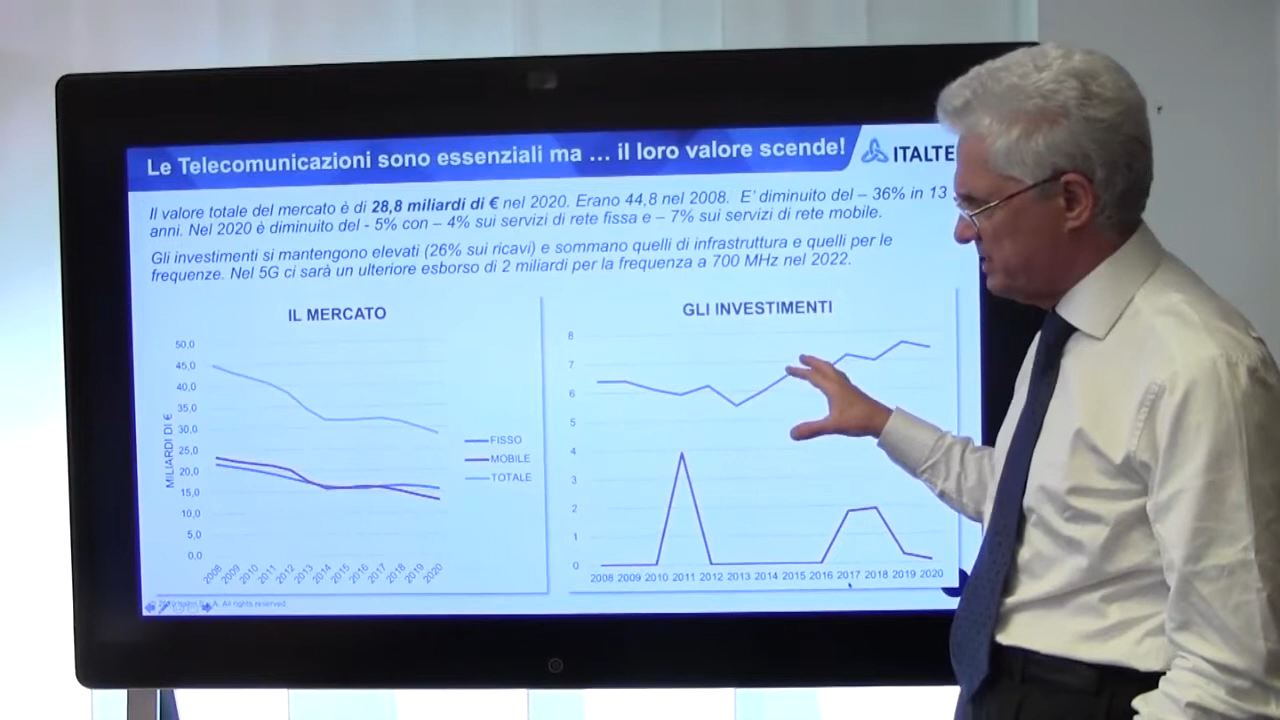 Le Telecomunicazioni sono essenziali ma … il loro valore scende!
ITALTE
Il valore totale del mercato è di 28,8 miliardi di € nel 2020. Erano 44,8 nel 2008. E' diminuito del – 36% in 13
anni. Nel 2020 è diminuito del - 5% con – 4% sui servizi di rete fissa e – 7% sui servizi di rete mobile.
Gli investimenti si mantengono elevati (26% sui ricavi) e sommano quelli di infrastruttura e quelli per le
frequenze. Nel 5G ci sarà un ulteriore esborso di 2 miliardi per la frequenza a 700 MHz nel 2022.
IL MERCATO
MILIARDI DI €
50,0
45,0
40,0
35,0
30,0
25,0
20,0
15,0
10,0
5,0
0,0
2008 2009 2010 2011 2012 2013 2014 2015 2016 2017 2018 2019 2020
FISSO
MOBILE
TOTALE
GLI INVESTIMENTI
8
7
6
5
4
3
2
1
0
2008 2009 2010 2011 2012 2013 2014 2015 2016 2017 2018 2019 2020
All rights reserved